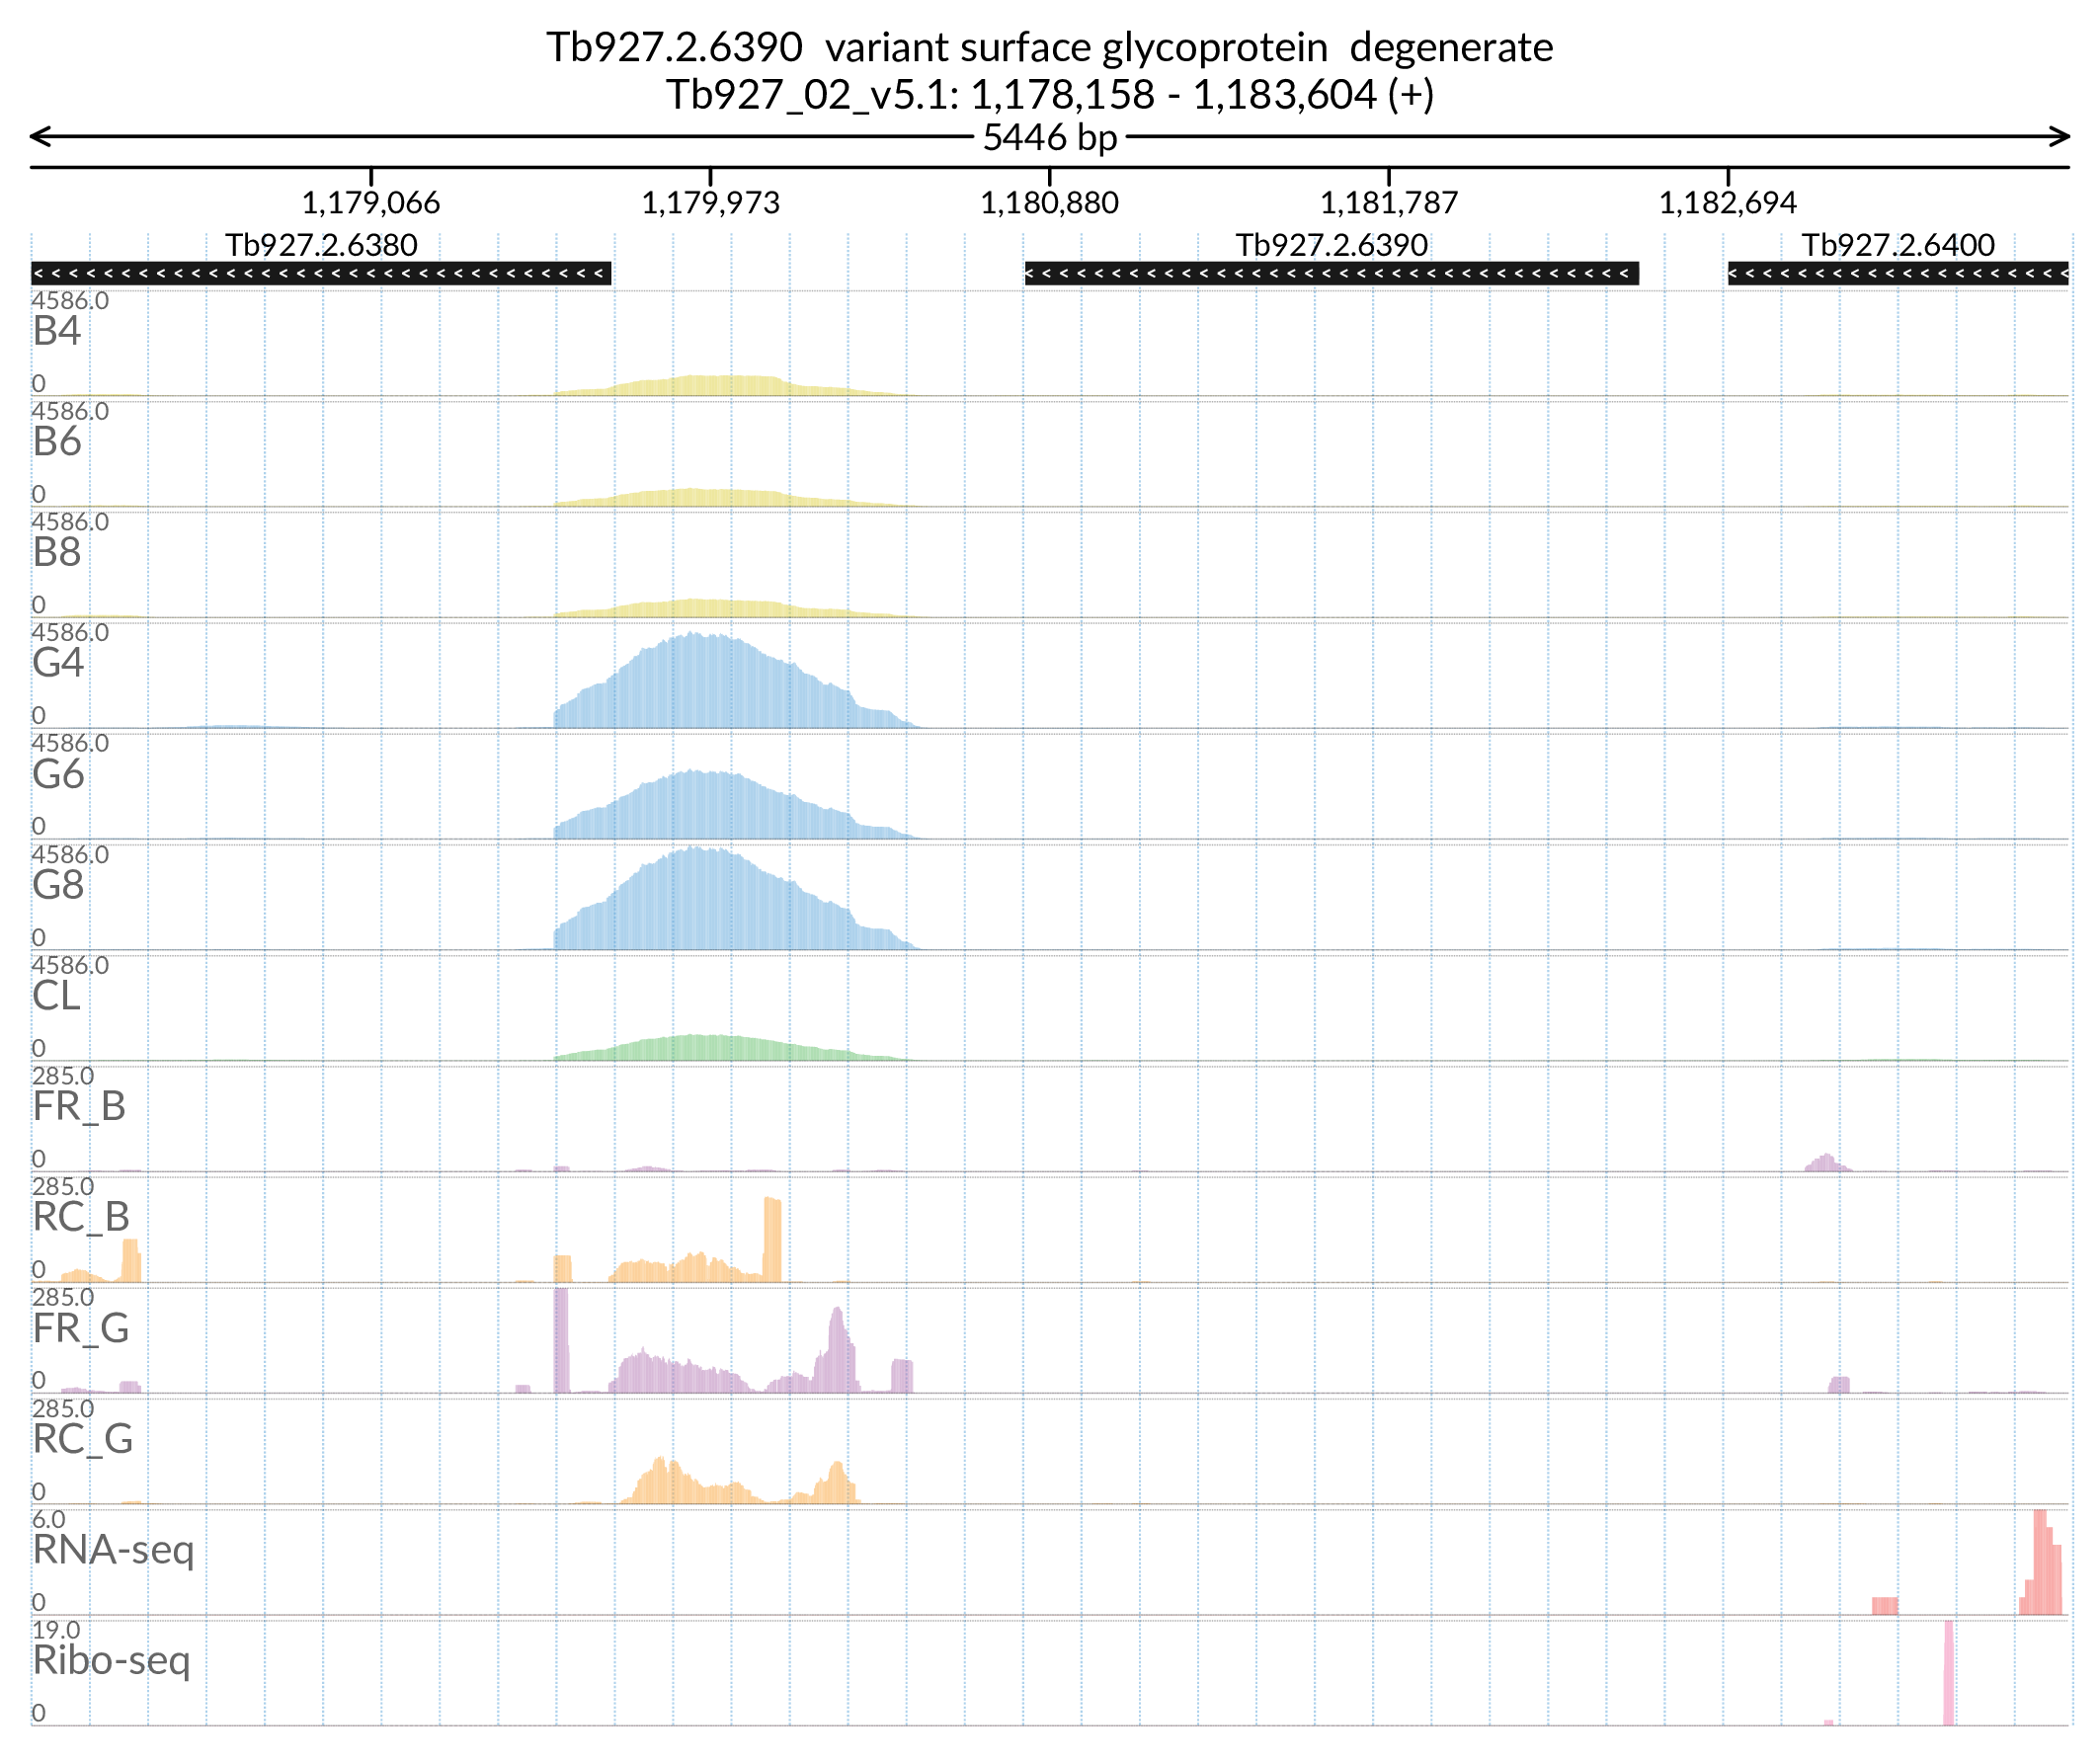 Tb927.2.6390  variant surface glycoprotein  degenerate
Tb927_02_v5.1: 1,178,158 - 1,183,604 (+)
5446 bp
1,179,066 1,179,973 1,180,880 1,181,787 1,182,694
Tb927.2.6380 Tb927.2.6390 Tb927.2.6400
4586.0
B4
0
4586.0
B6
0
4586.0
B8
0
4586.0
G4
0
4586.0
G6
0
4586.0
G8
0
4586.0
CL
0
285.0
FR_B
0
285.0
RC_B
0
285.0
FR_G
0
285.0
RC_G
0
6.0
RNA-seq
0
19.0
Ribo-seq
0